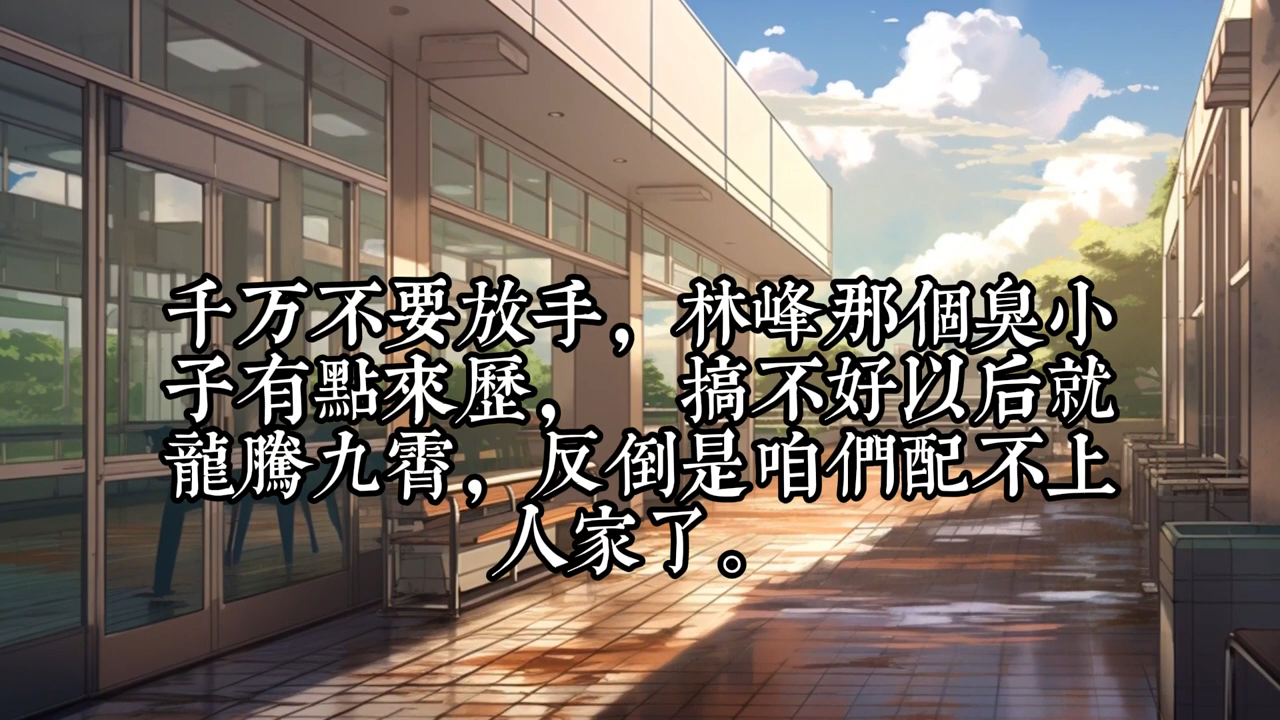 千万不要放手，林峰那個臭小
子有點來歷，　搞不好以后就
龍騰九霄，反倒是咱們配不上
人家了。